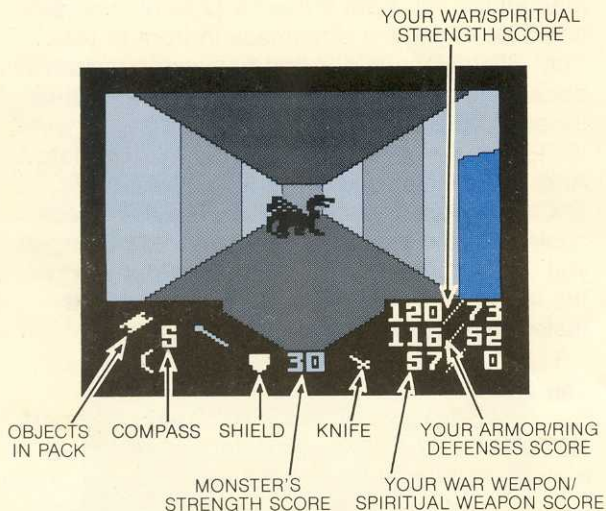 YOUR WAR/SPIRITUAL
STRENGTH SCORE
120/73
116/52
57/0
S
30
OBJECTS
IN PACK
COMPASS
SHIELD
KNIFE
YOUR ARMOR/RING
DEFENSES SCORE
MONSTER'S
STRENGTH SCORE
YOUR WAR WEAPON/
SPIRITUAL WEAPON SCORE